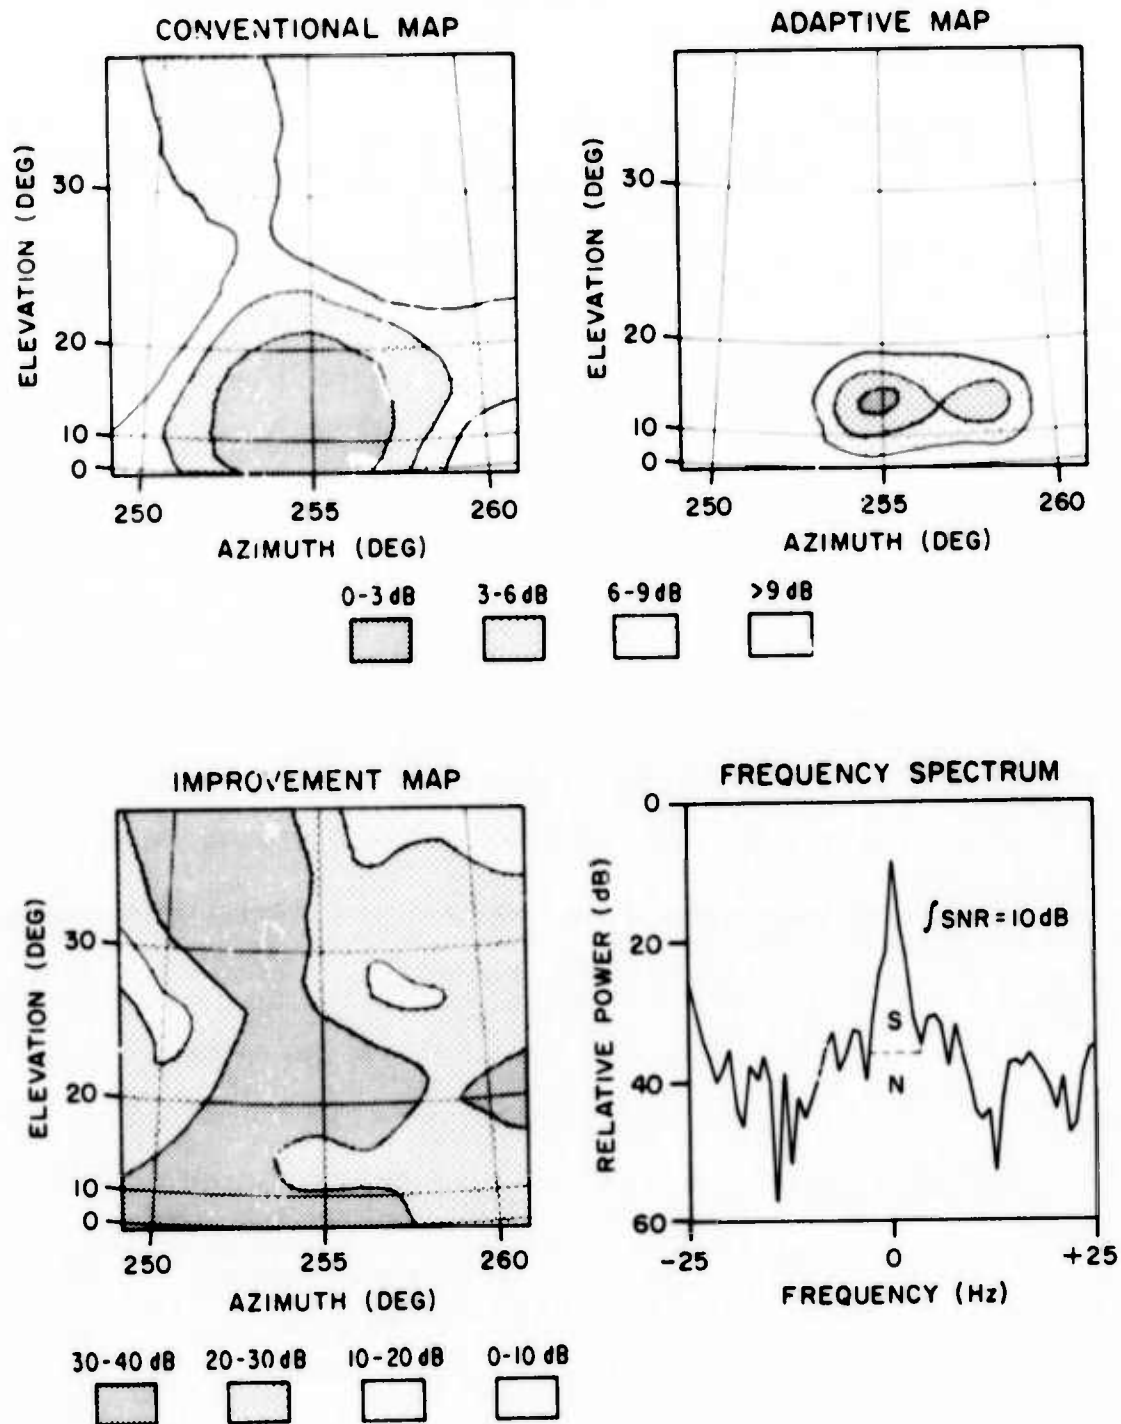 CONVENTIONAL MAP
ELEVATION (DEG)
30
20
10
0
250 255 260
AZIMUTH (DEG)
ADAPTIVE MAP
ELEVATION (DEG)
30
20
10
0
250 255 260
AZIMUTH (DEG)
0-3 dB 3-6 dB 6-9 dB >9 dB
IMPROVEMENT MAP
ELEVATION (DEG)
30
20
10
0
250 255 260
AZIMUTH (DEG)
30-40 dB 20-30 dB 10-20 dB 0-10 dB
FREQUENCY SPECTRUM
RELATIVE POWER (dB)
0
20
40
60
∫SNR = 10 dB
S
N
-25 0 +25
FREQUENCY (Hz)